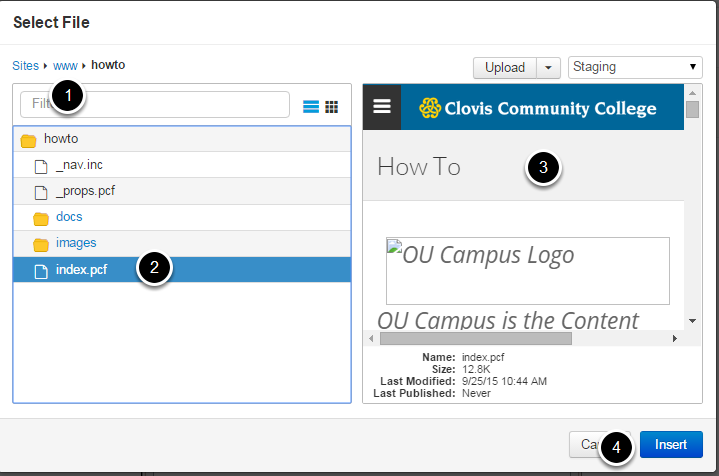 Select File
Sites www howto
Upload Staging
1
howto
_nav.inc
_props.pcf
docs
images
index.pcf
2
Clovis Community College
How To
3
OU Campus Logo
OU Campus is the Content
Name: index.pcf
Size: 12.8K
Last Modified: 9/25/15 10:44 AM
Last Published: Never
4
Insert